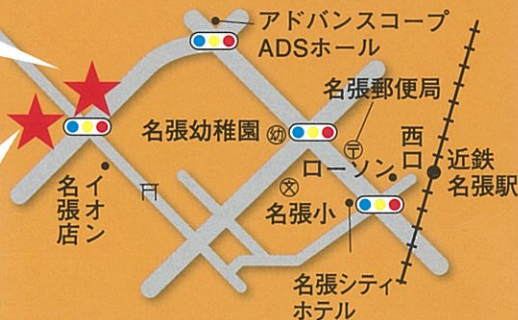 アドバンスコープ
ADSホール
名張郵便局
名張幼稚園
幼
〒
西口
ローソン
近鉄
名張駅
文
名張小
イオン
名張店
名張シティ
ホテル